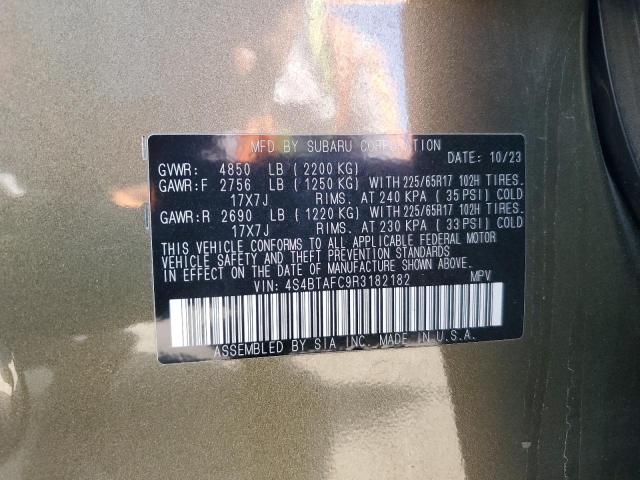 MFD BY SUBARU CORPORATION
DATE: 10/23
GVWR: 4850 LB ( 2200 KG)
GAWR:F 2756 LB ( 1250 KG) WITH 225/65R17 102H TIRES.
17X7J RIMS. AT 240 KPA ( 35 PSI) COLD
GAWR:R 2690 LB ( 1220 KG) WITH 225/65R17 102H TIRES.
17X7J RIMS. AT 230 KPA ( 33 PSI) COLD
THIS VEHICLE CONFORMS TO ALL APPLICABLE FEDERAL MOTOR
VEHICLE SAFETY AND THEFT PREVENTION STANDARDS
IN EFFECT ON THE DATE OF MANUFACTURE SHOWN ABOVE.
VIN: 4S4BTAFC9R3182182 MPV
ASSEMBLED BY SIA INC. MADE IN U.S.A.